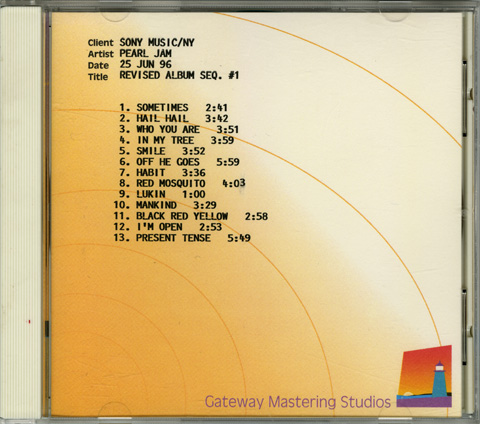 Client SONY MUSIC/NY
Artist PEARL JAM
Date 25 JUN 96
Title REVISED ALBUM SEQ. #1
1. SOMETIMES 2:41
2. HAIL HAIL 3:42
3. WHO YOU ARE 3:51
4. IN MY TREE 3:59
5. SMILE 3:52
6. OFF HE GOES 5:59
7. HABIT 3:36
8. RED MOSQUITO 4:03
9. LUKIN 1:00
10. MANKIND 3:29
11. BLACK RED YELLOW 2:58
12. I'M OPEN 2:53
13. PRESENT TENSE 5:49
Gateway Mastering Studios